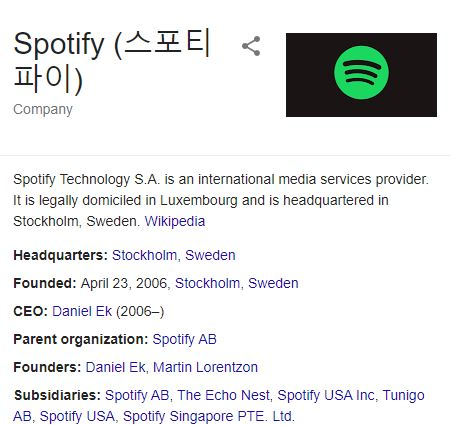 Spotify (스포티
파이)
Company
Spotify Technology S.A. is an international media services provider.
It is legally domiciled in Luxembourg and is headquartered in
Stockholm, Sweden. Wikipedia
Headquarters: Stockholm, Sweden
Founded: April 23, 2006, Stockholm, Sweden
CEO: Daniel Ek (2006–)
Parent organization: Spotify AB
Founders: Daniel Ek, Martin Lorentzon
Subsidiaries: Spotify AB, The Echo Nest, Spotify USA Inc, Tunigo
AB, Spotify USA, Spotify Singapore PTE. Ltd.